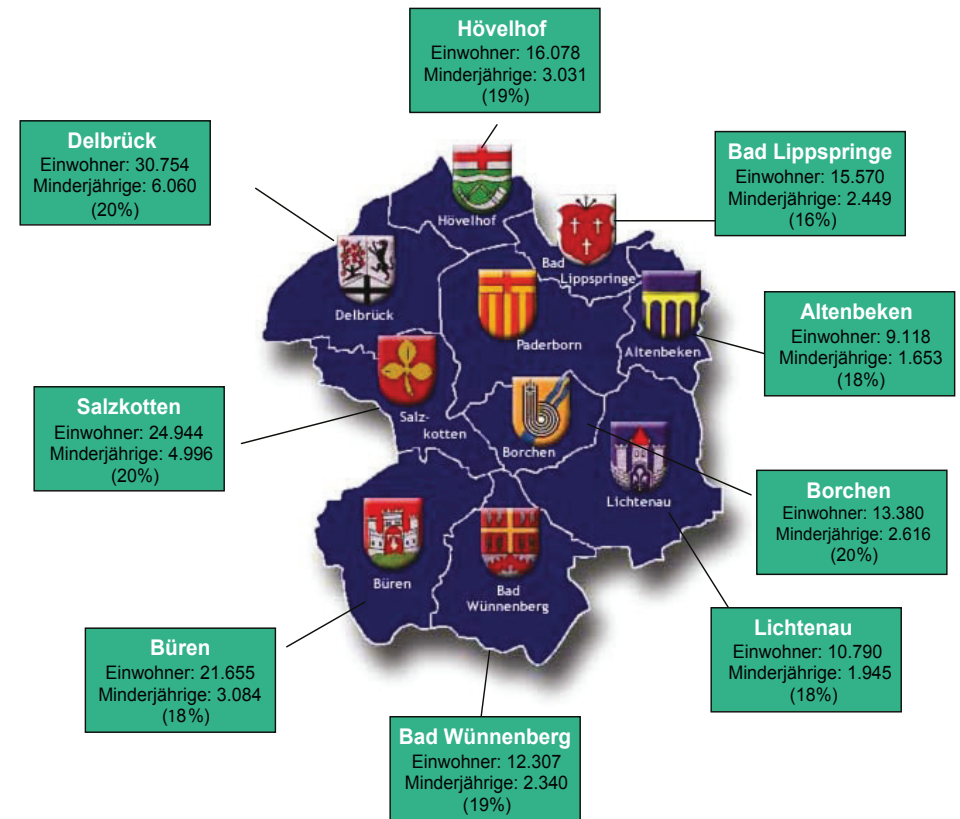 Hövelhof
Einwohner: 16.078
Minderjährige: 3.031
(19%)
Delbrück
Einwohner: 30.754
Minderjährige: 6.060
(20%)
Bad Lippspringe
Einwohner: 15.570
Minderjährige: 2.449
(16%)
Altenbeken
Einwohner: 9.118
Minderjährige: 1.653
(18%)
Salzkotten
Einwohner: 24.944
Minderjährige: 4.996
(20%)
Borchen
Einwohner: 13.380
Minderjährige: 2.616
(20%)
Lichtenau
Einwohner: 10.790
Minderjährige: 1.945
(18%)
Büren
Einwohner: 21.655
Minderjährige: 3.084
(18%)
Bad Wünnenberg
Einwohner: 12.307
Minderjährige: 2.340
(19%)
Hövelhof
Bad
Lippspringe
Delbrück
Paderborn
Altenbeken
Salz-
kotten
Borchen
Lichtenau
Büren
Bad
Wünnenberg